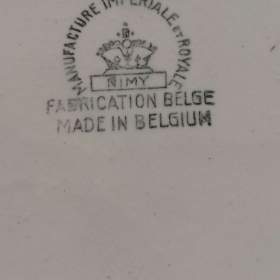 MANUFACTURE IMPERIALE ET ROYALE
NIMY
FABRICATION BELGE
MADE IN BELGIUM